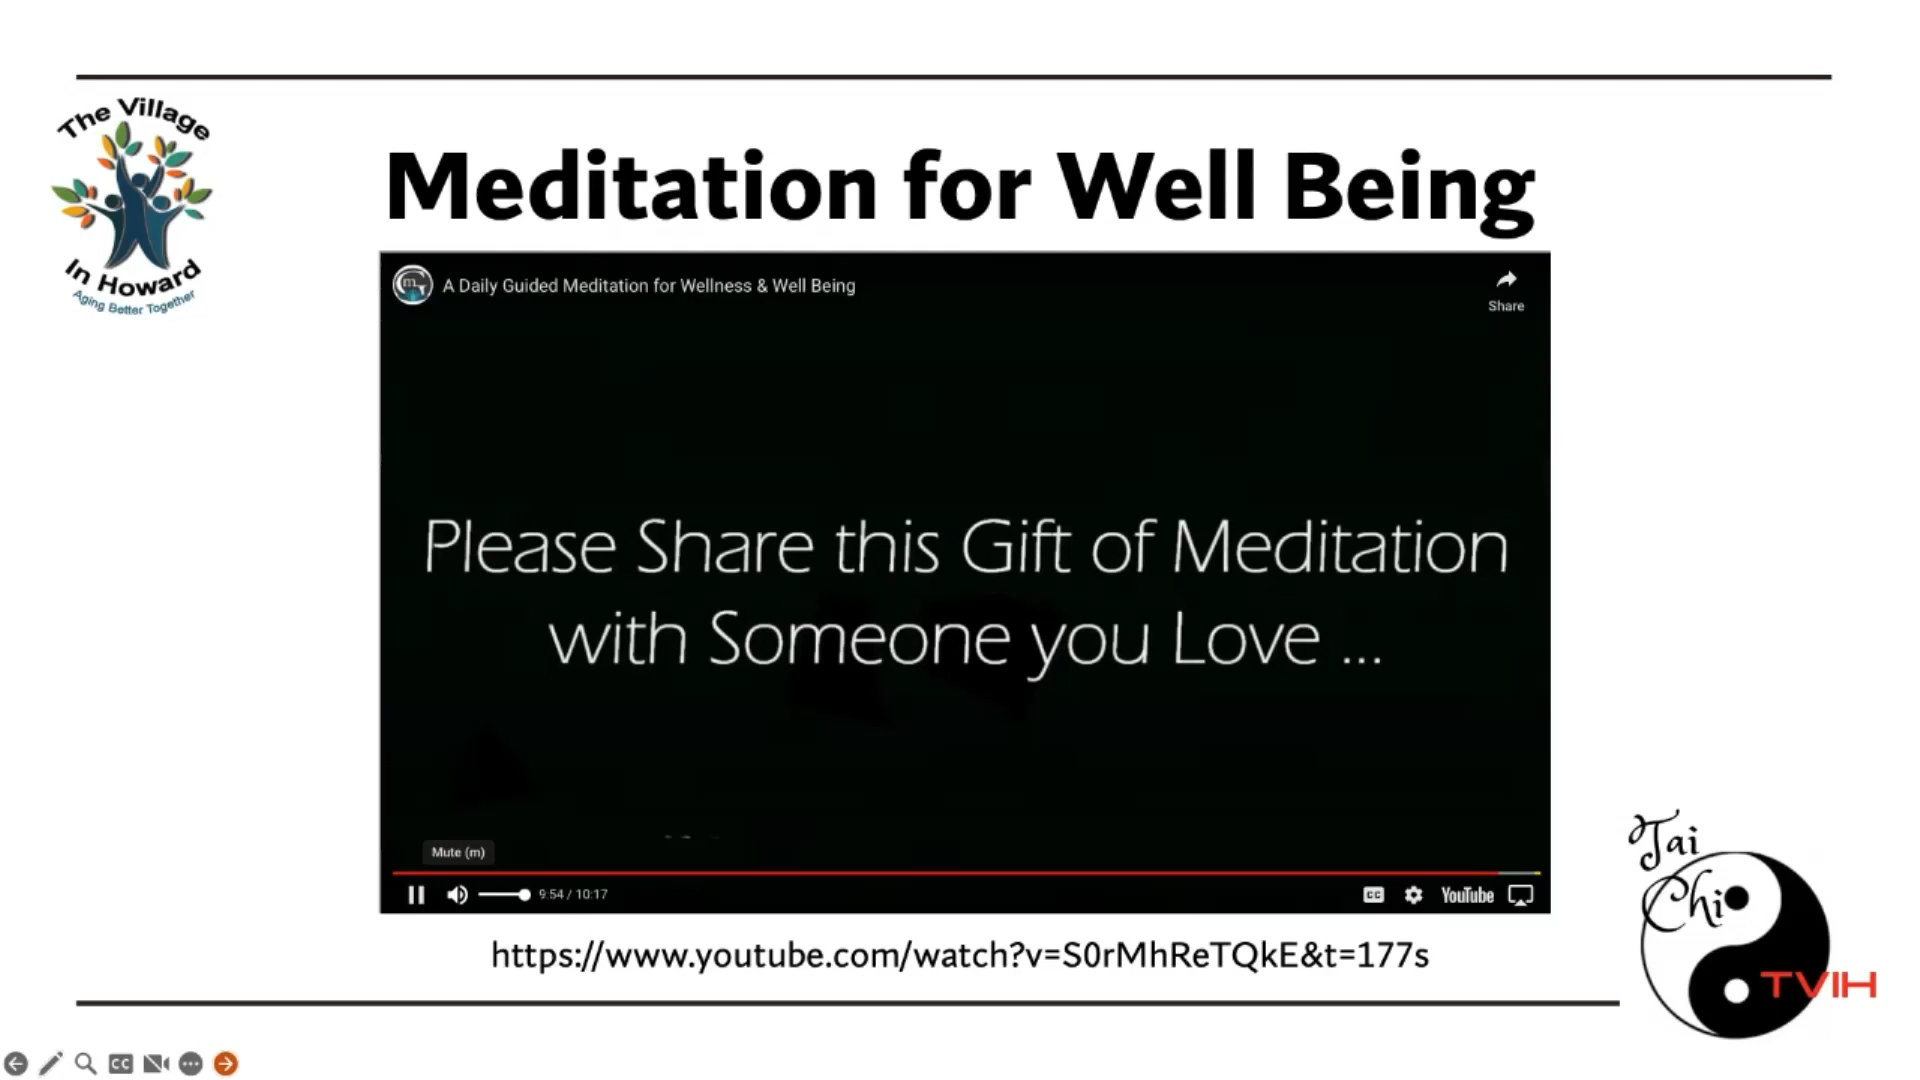 The Village
In Howard
Aging Better Together
Meditation for Well Being
A Daily Guided Meditation for Wellness & Well Being
Share
Please Share this Gift of Meditation
with Someone you Love ...
Mute (m)
9:54 / 10:17
CC
YouTube
https://www.youtube.com/watch?v=S0rMhReTQkE&t=177s
Tai
Chi
TVIH
CC